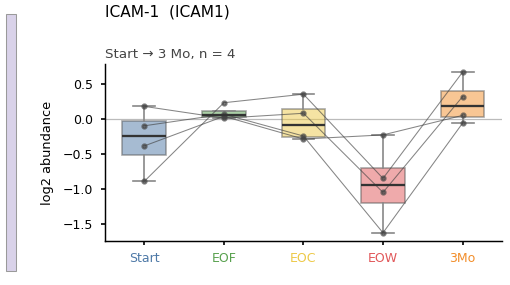 ICAM-1  (ICAM1)
Start → 3 Mo, n = 4
log2 abundance
0.5
0.0
−0.5
−1.0
−1.5
Start EOF EOC EOW 3Mo